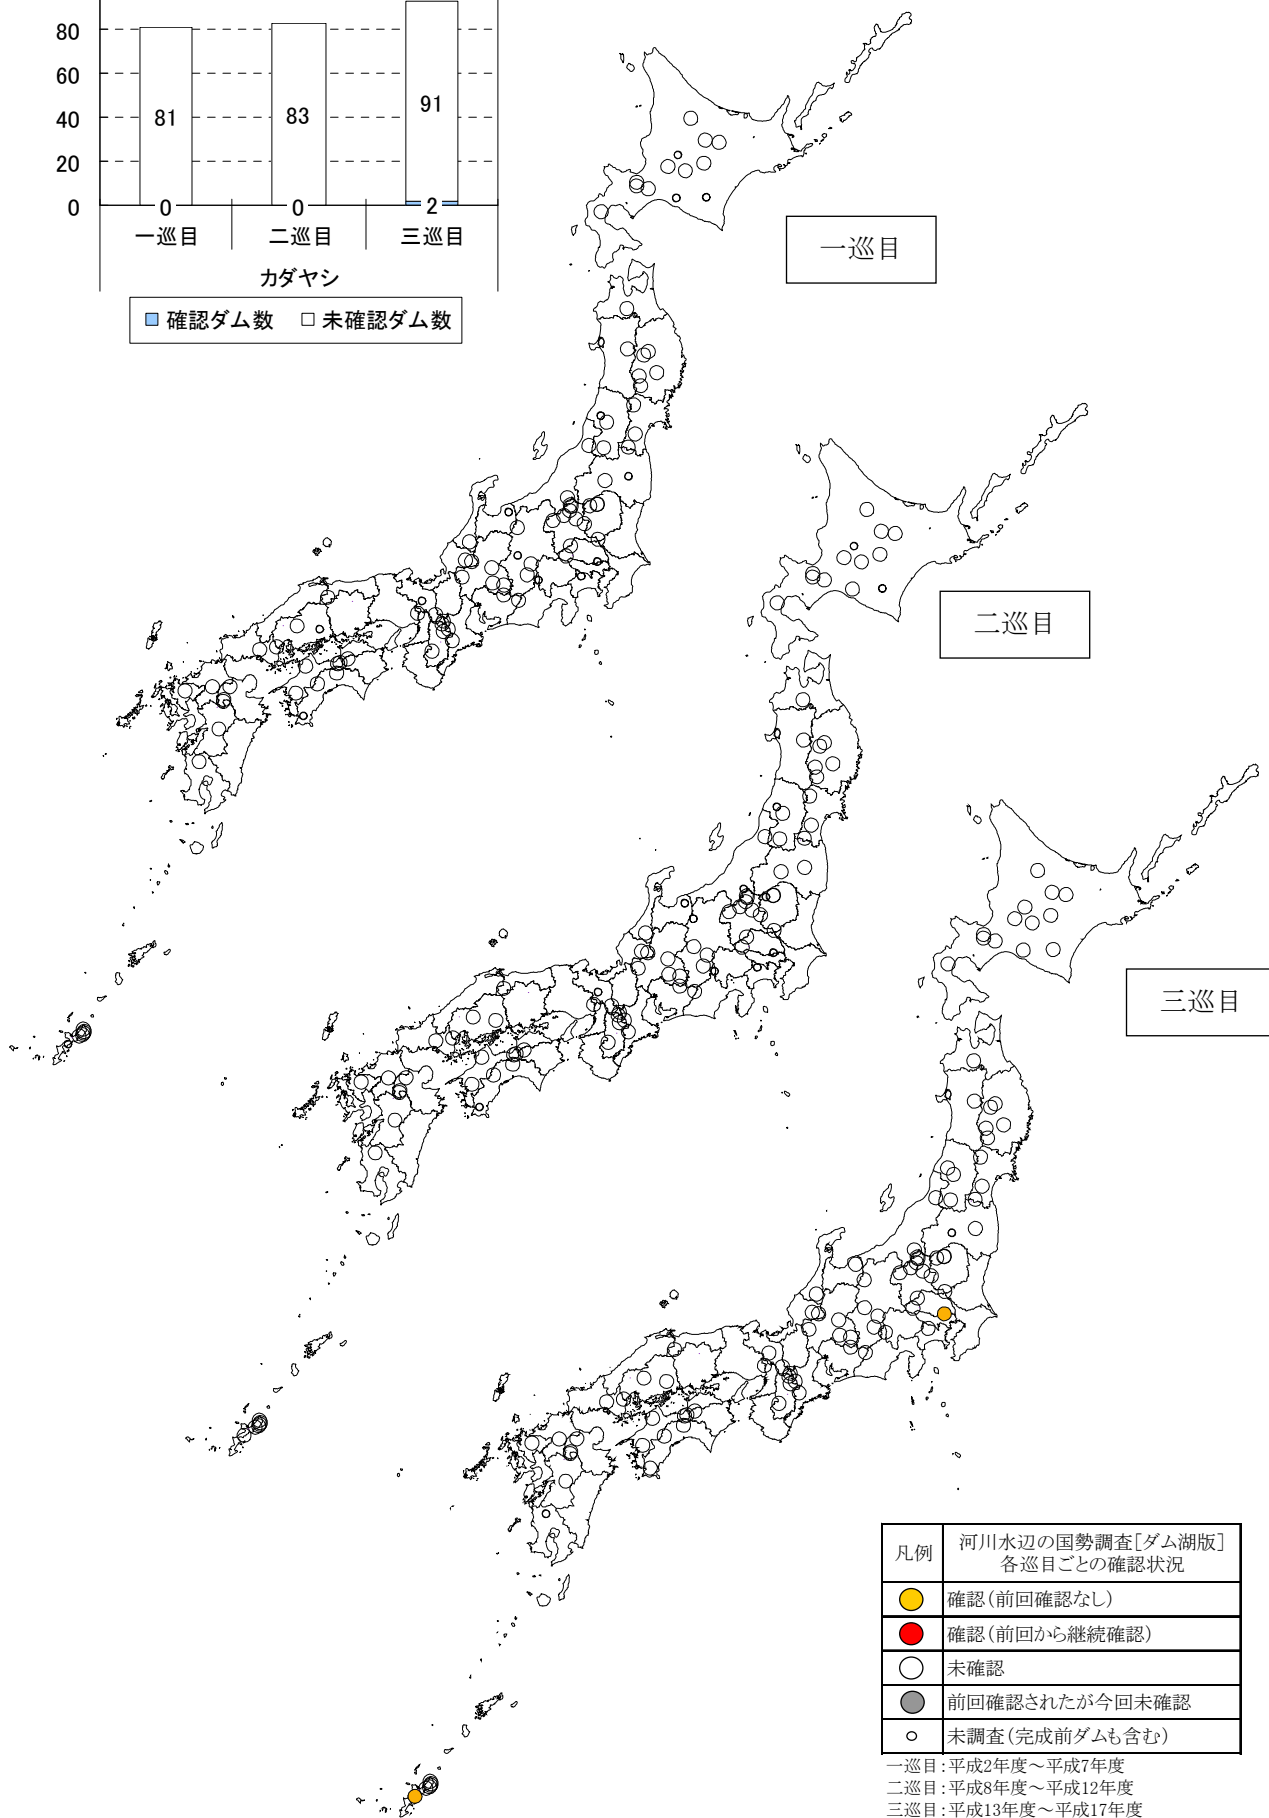 80
60
40
20
0
81
83
91
0
0
2
一巡目
二巡目
三巡目
カダヤシ
確認ダム数
未確認ダム数
一巡目
二巡目
三巡目
凡例
河川水辺の国勢調査[ダム湖版]
各巡目ごとの確認状況
確認(前回確認なし)
確認(前回から継続確認)
未確認
前回確認されたが今回未確認
未調査(完成前ダムも含む)
一巡目:平成2年度～平成7年度
二巡目:平成8年度～平成12年度
三巡目:平成13年度～平成17年度